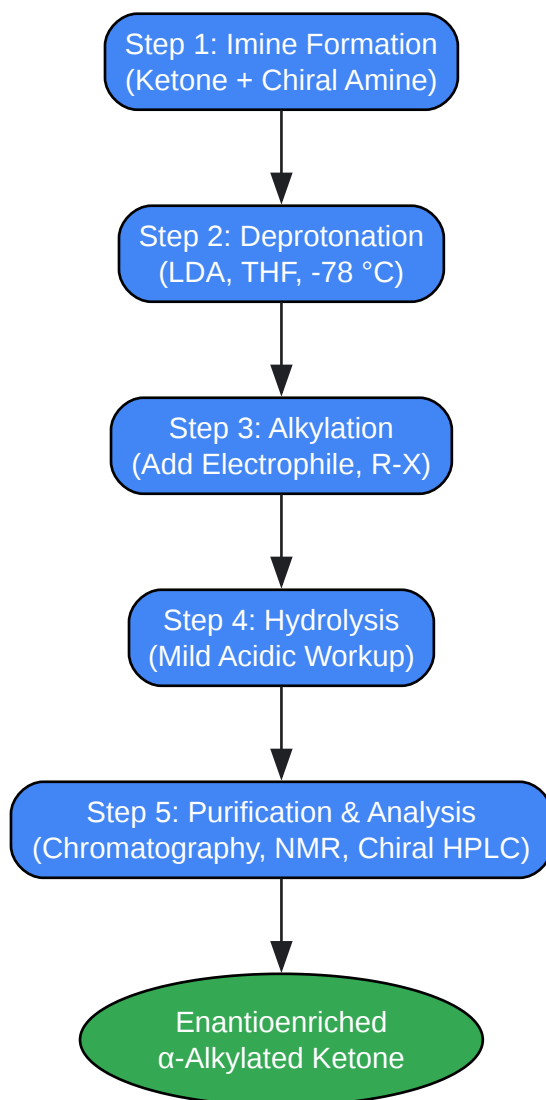 Step 1: Imine Formation
(Ketone + Chiral Amine)
Step 2: Deprotonation
(LDA, THF, -78 °C)
Step 3: Alkylation
(Add Electrophile, R-X)
Step 4: Hydrolysis
(Mild Acidic Workup)
Step 5: Purification & Analysis
(Chromatography, NMR, Chiral HPLC)
Enantioenriched
α-Alkylated Ketone